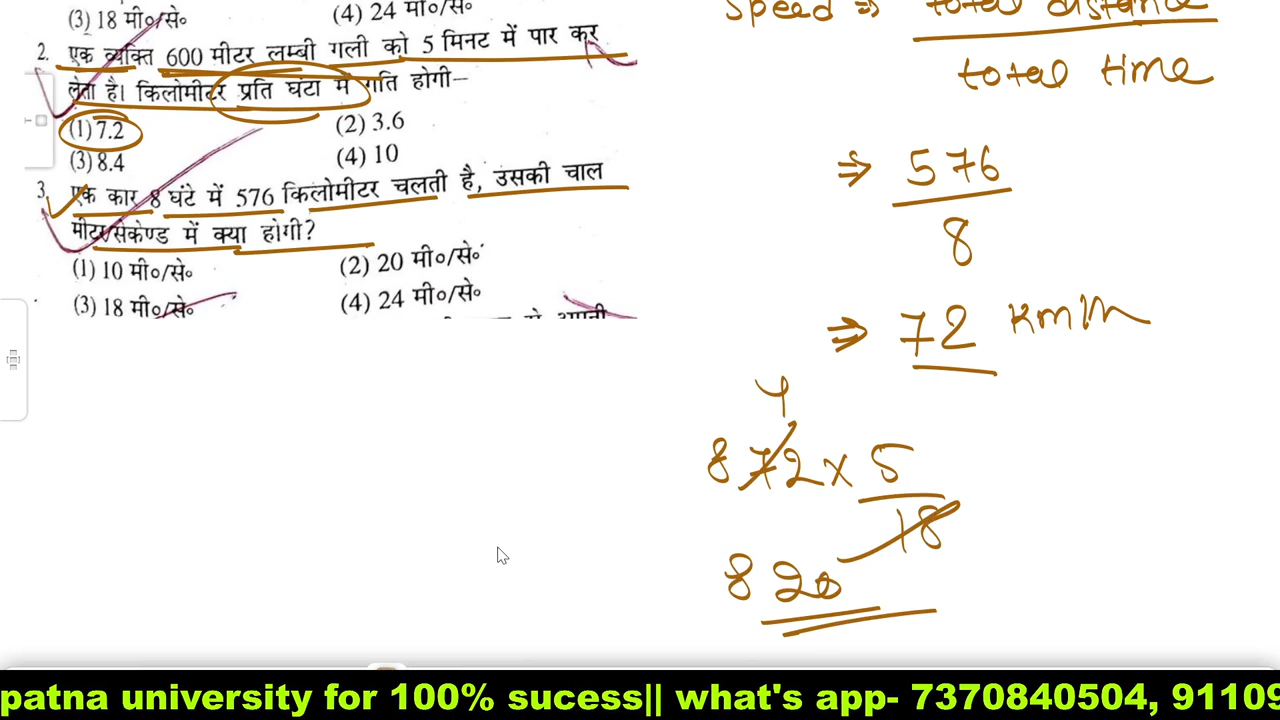 (3) 18 मी०/से०
(4) 24 मी०/से०
2. एक व्यक्ति 600 मीटर लम्बी गली को 5 मिनट में पार कर
लेता है। किलोमीटर प्रति घंटा में गति होगी–
(1) 7.2
(2) 3.6
(3) 8.4
(4) 10
3. एक कार 8 घंटे में 576 किलोमीटर चलती है, उसकी चाल
मीटर/सेकेण्ड में क्या होगी?
(1) 10 मी०/से०
(2) 20 मी०/से०
(3) 18 मी०/से०
(4) 24 मी०/से०
से अपनी
Speed ⇒ total distance
total time
⇒ 576
8
⇒ 72 Km/h
4
8 72 x 5
18
8 20
patna university for 100% sucess|| what's app- 7370840504, 91109